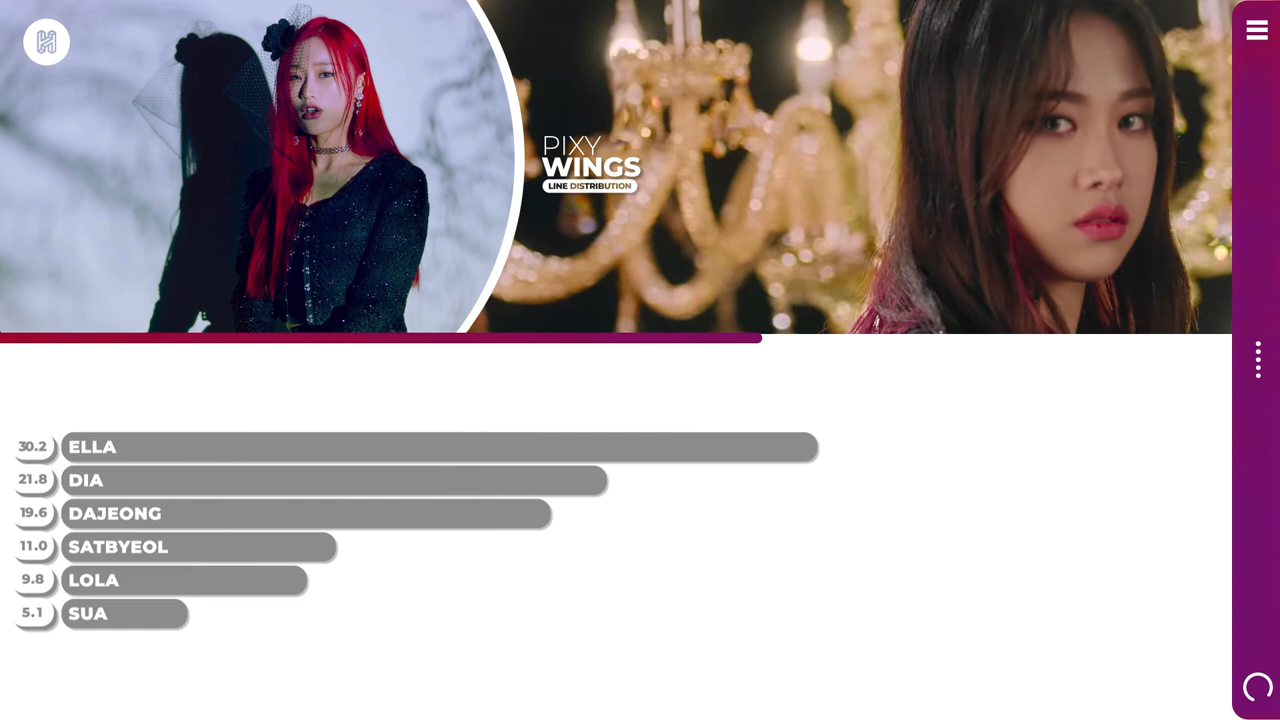 PIXY
WINGS
LINE DISTRIBUTION
30.2 ELLA
21.8 DIA
19.6 DAJEONG
11.0 SATBYEOL
9.8 LOLA
5.1 SUA